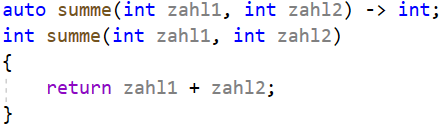 auto summe(int zahl1, int zahl2) -> int;
int summe(int zahl1, int zahl2)
{
    return zahl1 + zahl2;
}